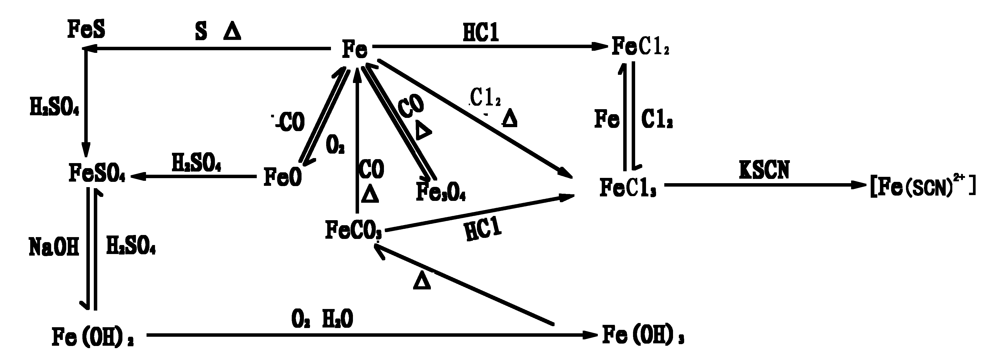 FeS S Δ Fe HCl FeCl₂
H₂SO₄ CO O₂ CO Δ Cl₂ Δ Fe Cl₂
FeSO₄ H₂SO₄ FeO CO Δ Fe₃O₄ FeCl₃ KSCN [Fe(SCN)²⁺]
NaOH H₂SO₄ FeCO₃ HCl
Δ
Fe(OH)₂ O₂ H₂O Fe(OH)₃